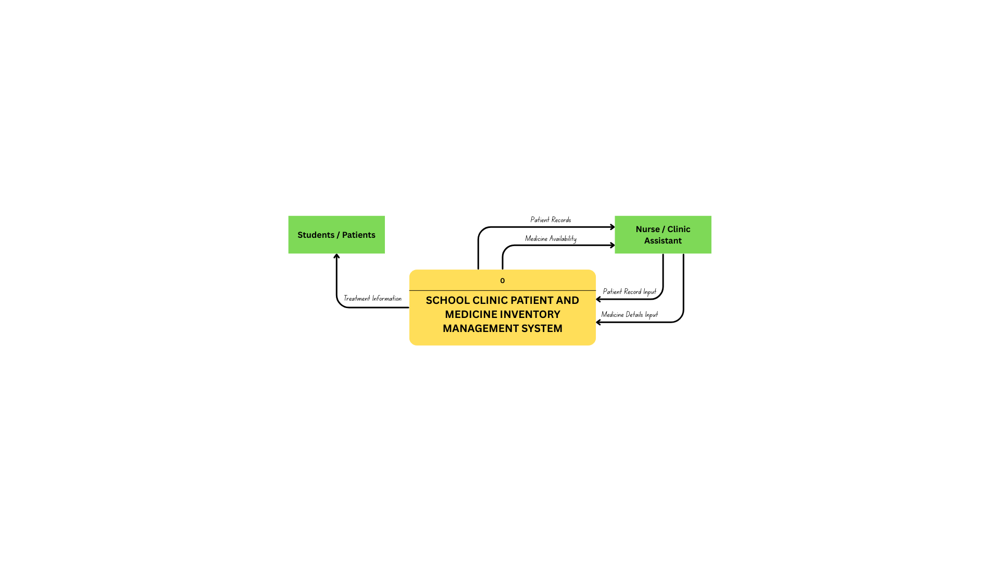 Patient Records
Students / Patients
Nurse / Clinic
Assistant
Medicine Availability
0
Treatment Information
SCHOOL CLINIC PATIENT AND
MEDICINE INVENTORY
MANAGEMENT SYSTEM
Patient Record Input
Medicine Details Input